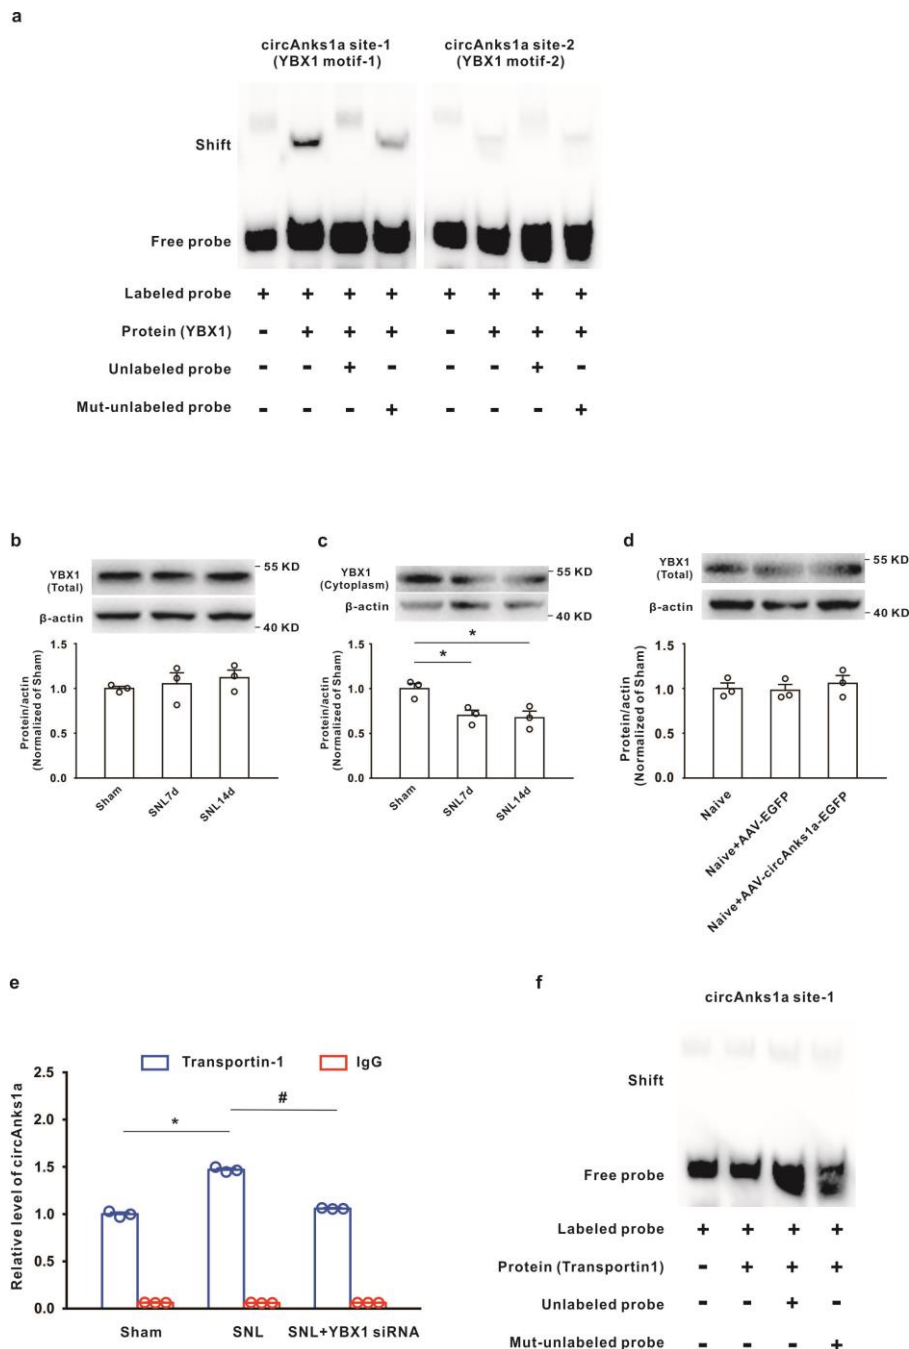 a
circAnks1a site-1
(YBX1 motif-1)
circAnks1a site-2
(YBX1 motif-2)
Shift
Free probe
Labeled probe + + + + + + + +
Protein (YBX1) - + + + - + + +
Unlabeled probe - - + - - - + -
Mut-unlabeled probe - - - + - - - +
b
YBX1
(Total)
55 KD
β-actin
40 KD
Protein/actin
(Normalized of Sham)
1.5
1.0
0.5
0.0
Sham
SNL7d
SNL14d
c
YBX1
(Cytoplasm)
55 KD
β-actin
40 KD
Protein/actin
(Normalized of Sham)
1.5
1.0
0.5
0.0
*
*
Sham
SNL7d
SNL14d
d
YBX1
(Total)
55 KD
β-actin
40 KD
Protein/actin
(Normalized of Sham)
1.5
1.0
0.5
0.0
Naive
Naive+AAV-EGFP
Naive+AAV-circAnks1a-EGFP
e
Transportin-1
IgG
Relative level of circAnks1a
2.5
2.0
1.5
1.0
0.5
0.0
*
#
Sham
SNL
SNL+YBX1 siRNA
f
circAnks1a site-1
Shift
Free probe
Labeled probe + + + +
Protein (Transportin1) - + + +
Unlabeled probe - - + -
Mut-unlabeled probe - - - +